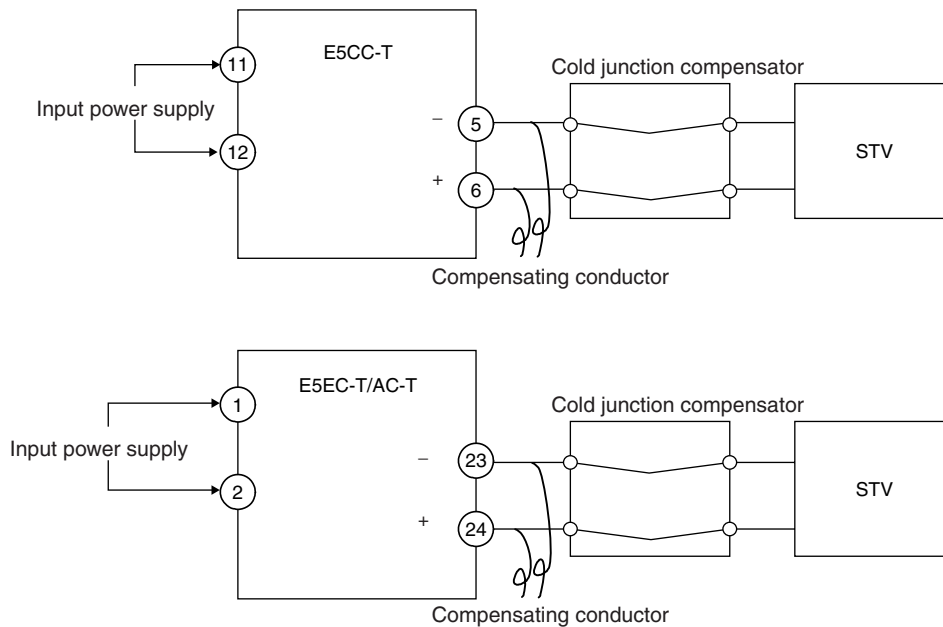 E5CC-T
11
Cold junction compensator
Input power supply
− 5
12
STV
+ 6
Compensating conductor
E5EC-T/AC-T
1
Cold junction compensator
Input power supply
− 23
2
STV
+ 24
Compensating conductor